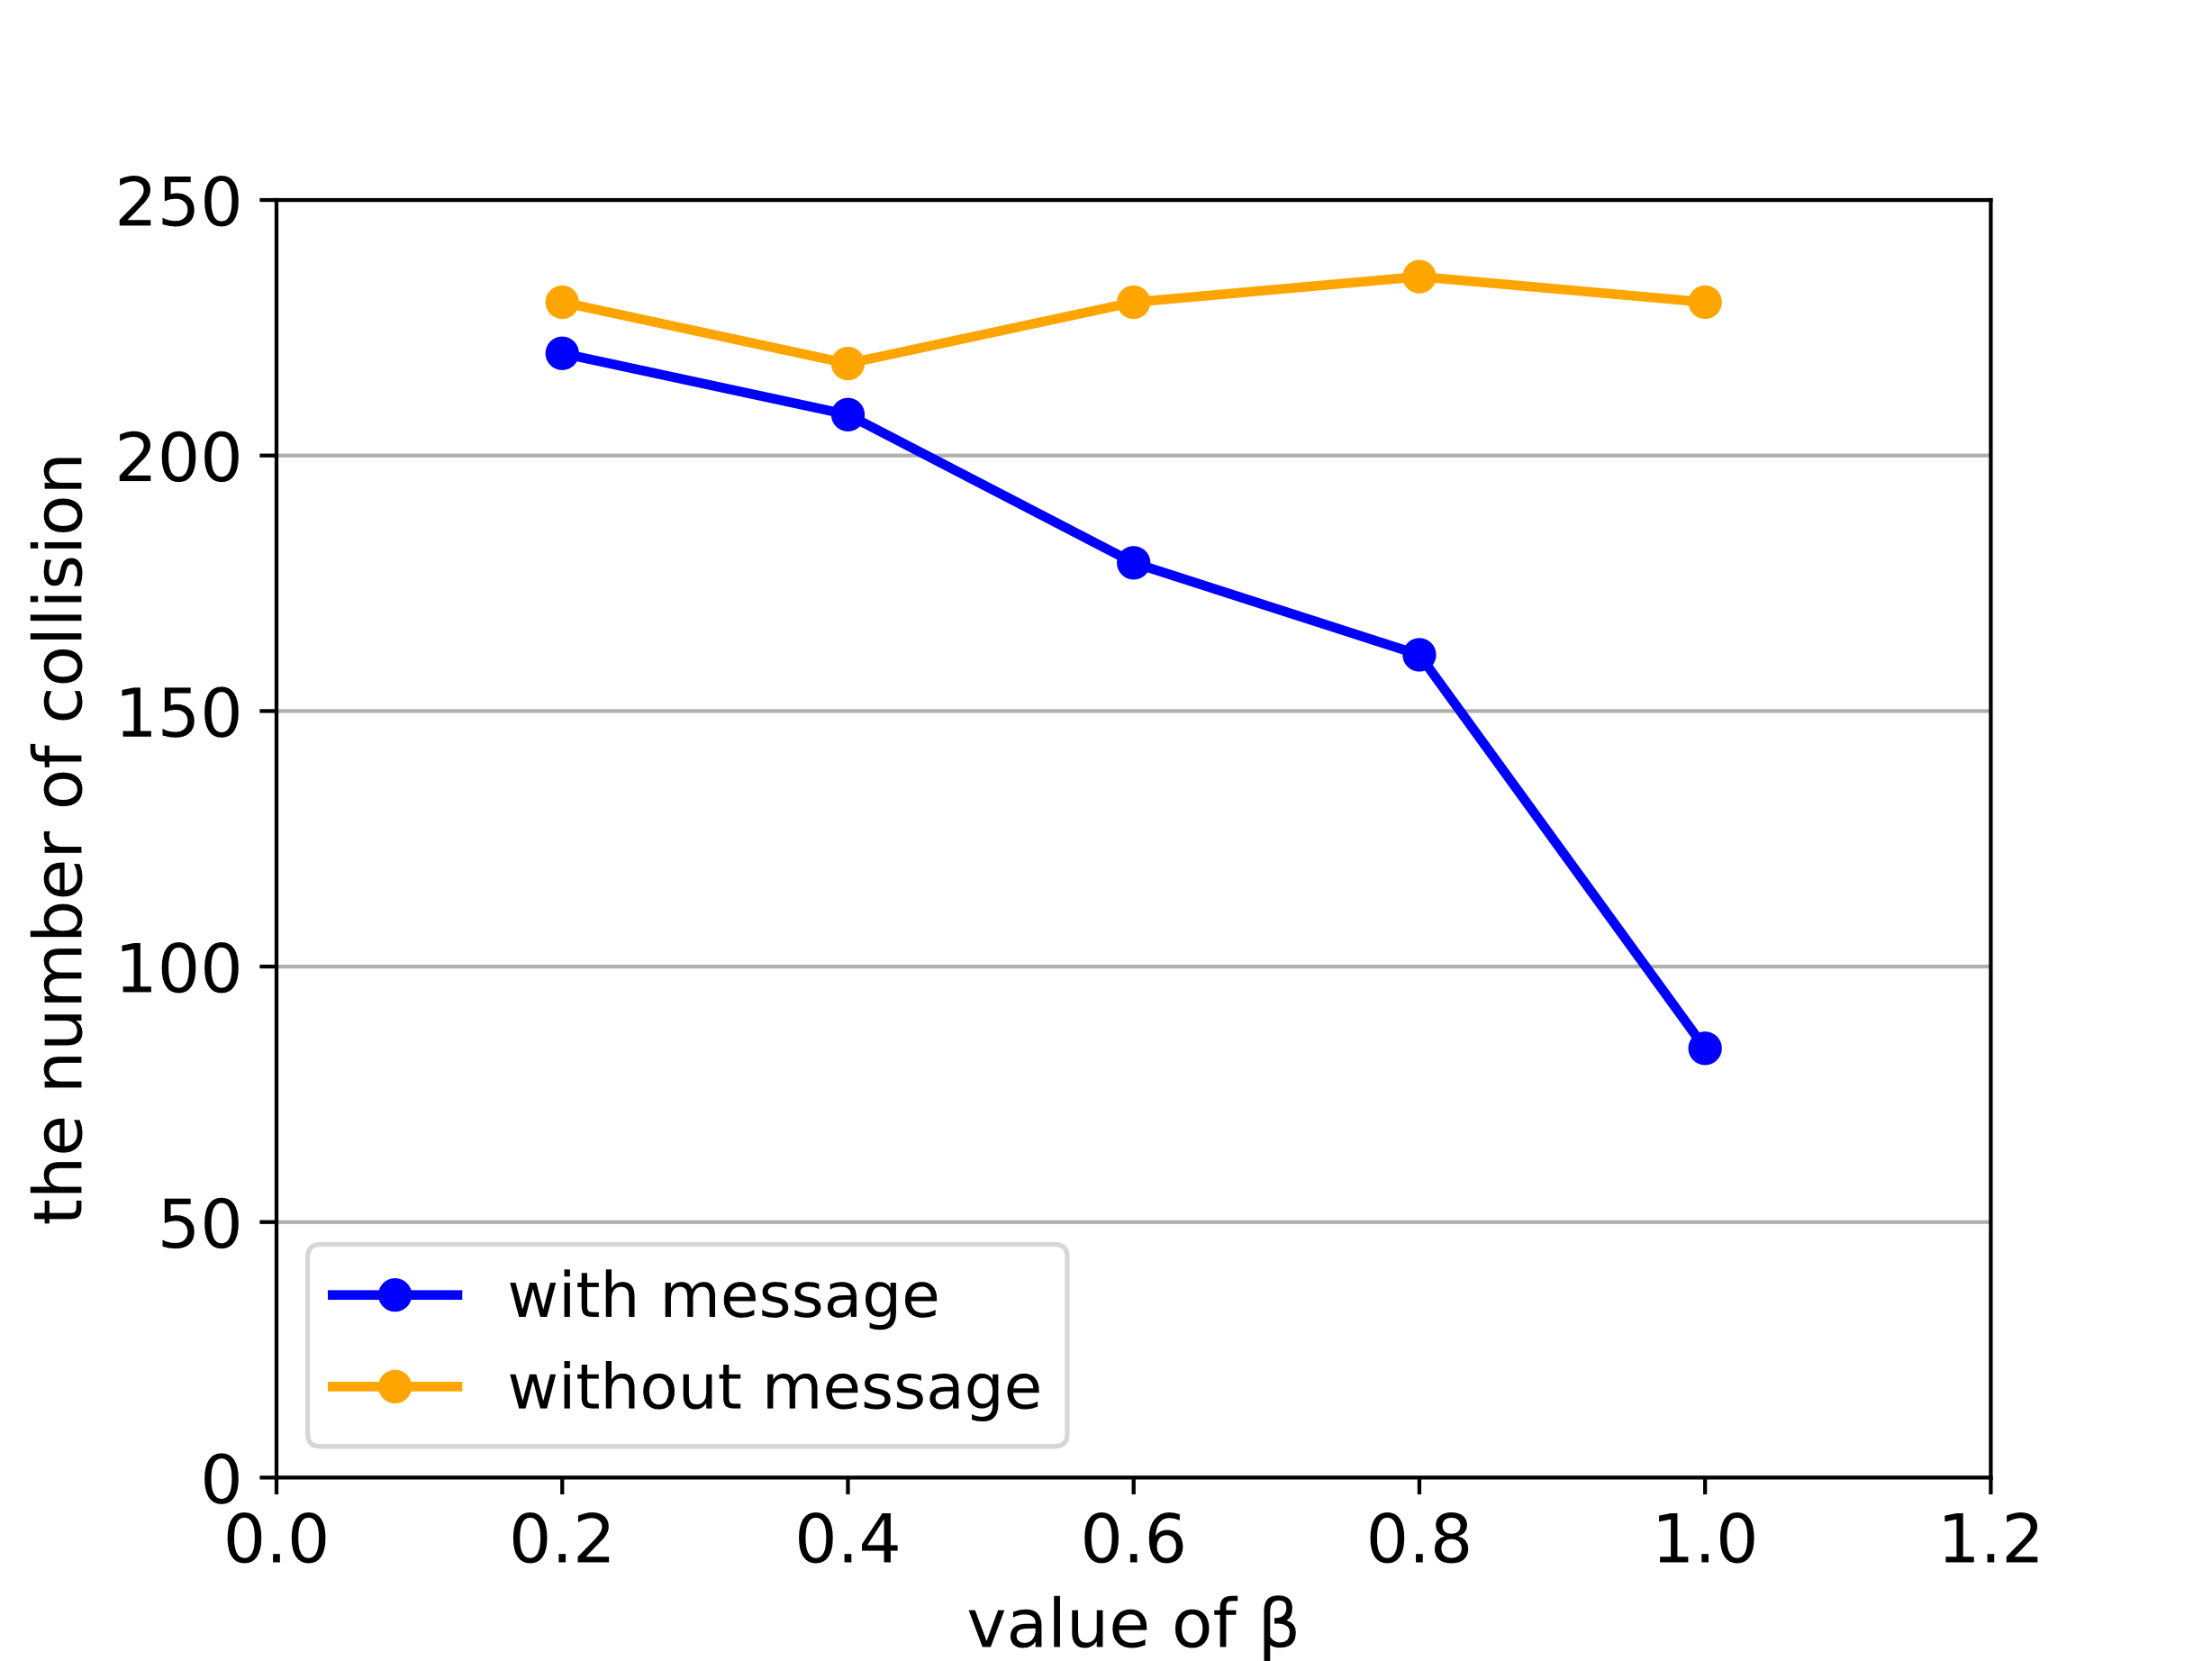 250
200
150
100
50
0
the number of collision
with message
without message
0.0 0.2 0.4 0.6 0.8 1.0 1.2
value of β